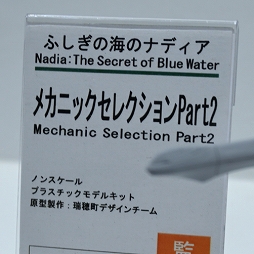 ふしぎの海のナディア
Nadia:The Secret of Blue Water
メカニックセレクションPart2
Mechanic Selection Part2
ノンスケール
プラスチックモデルキット
原型製作：瑞穂町デザインチーム
監